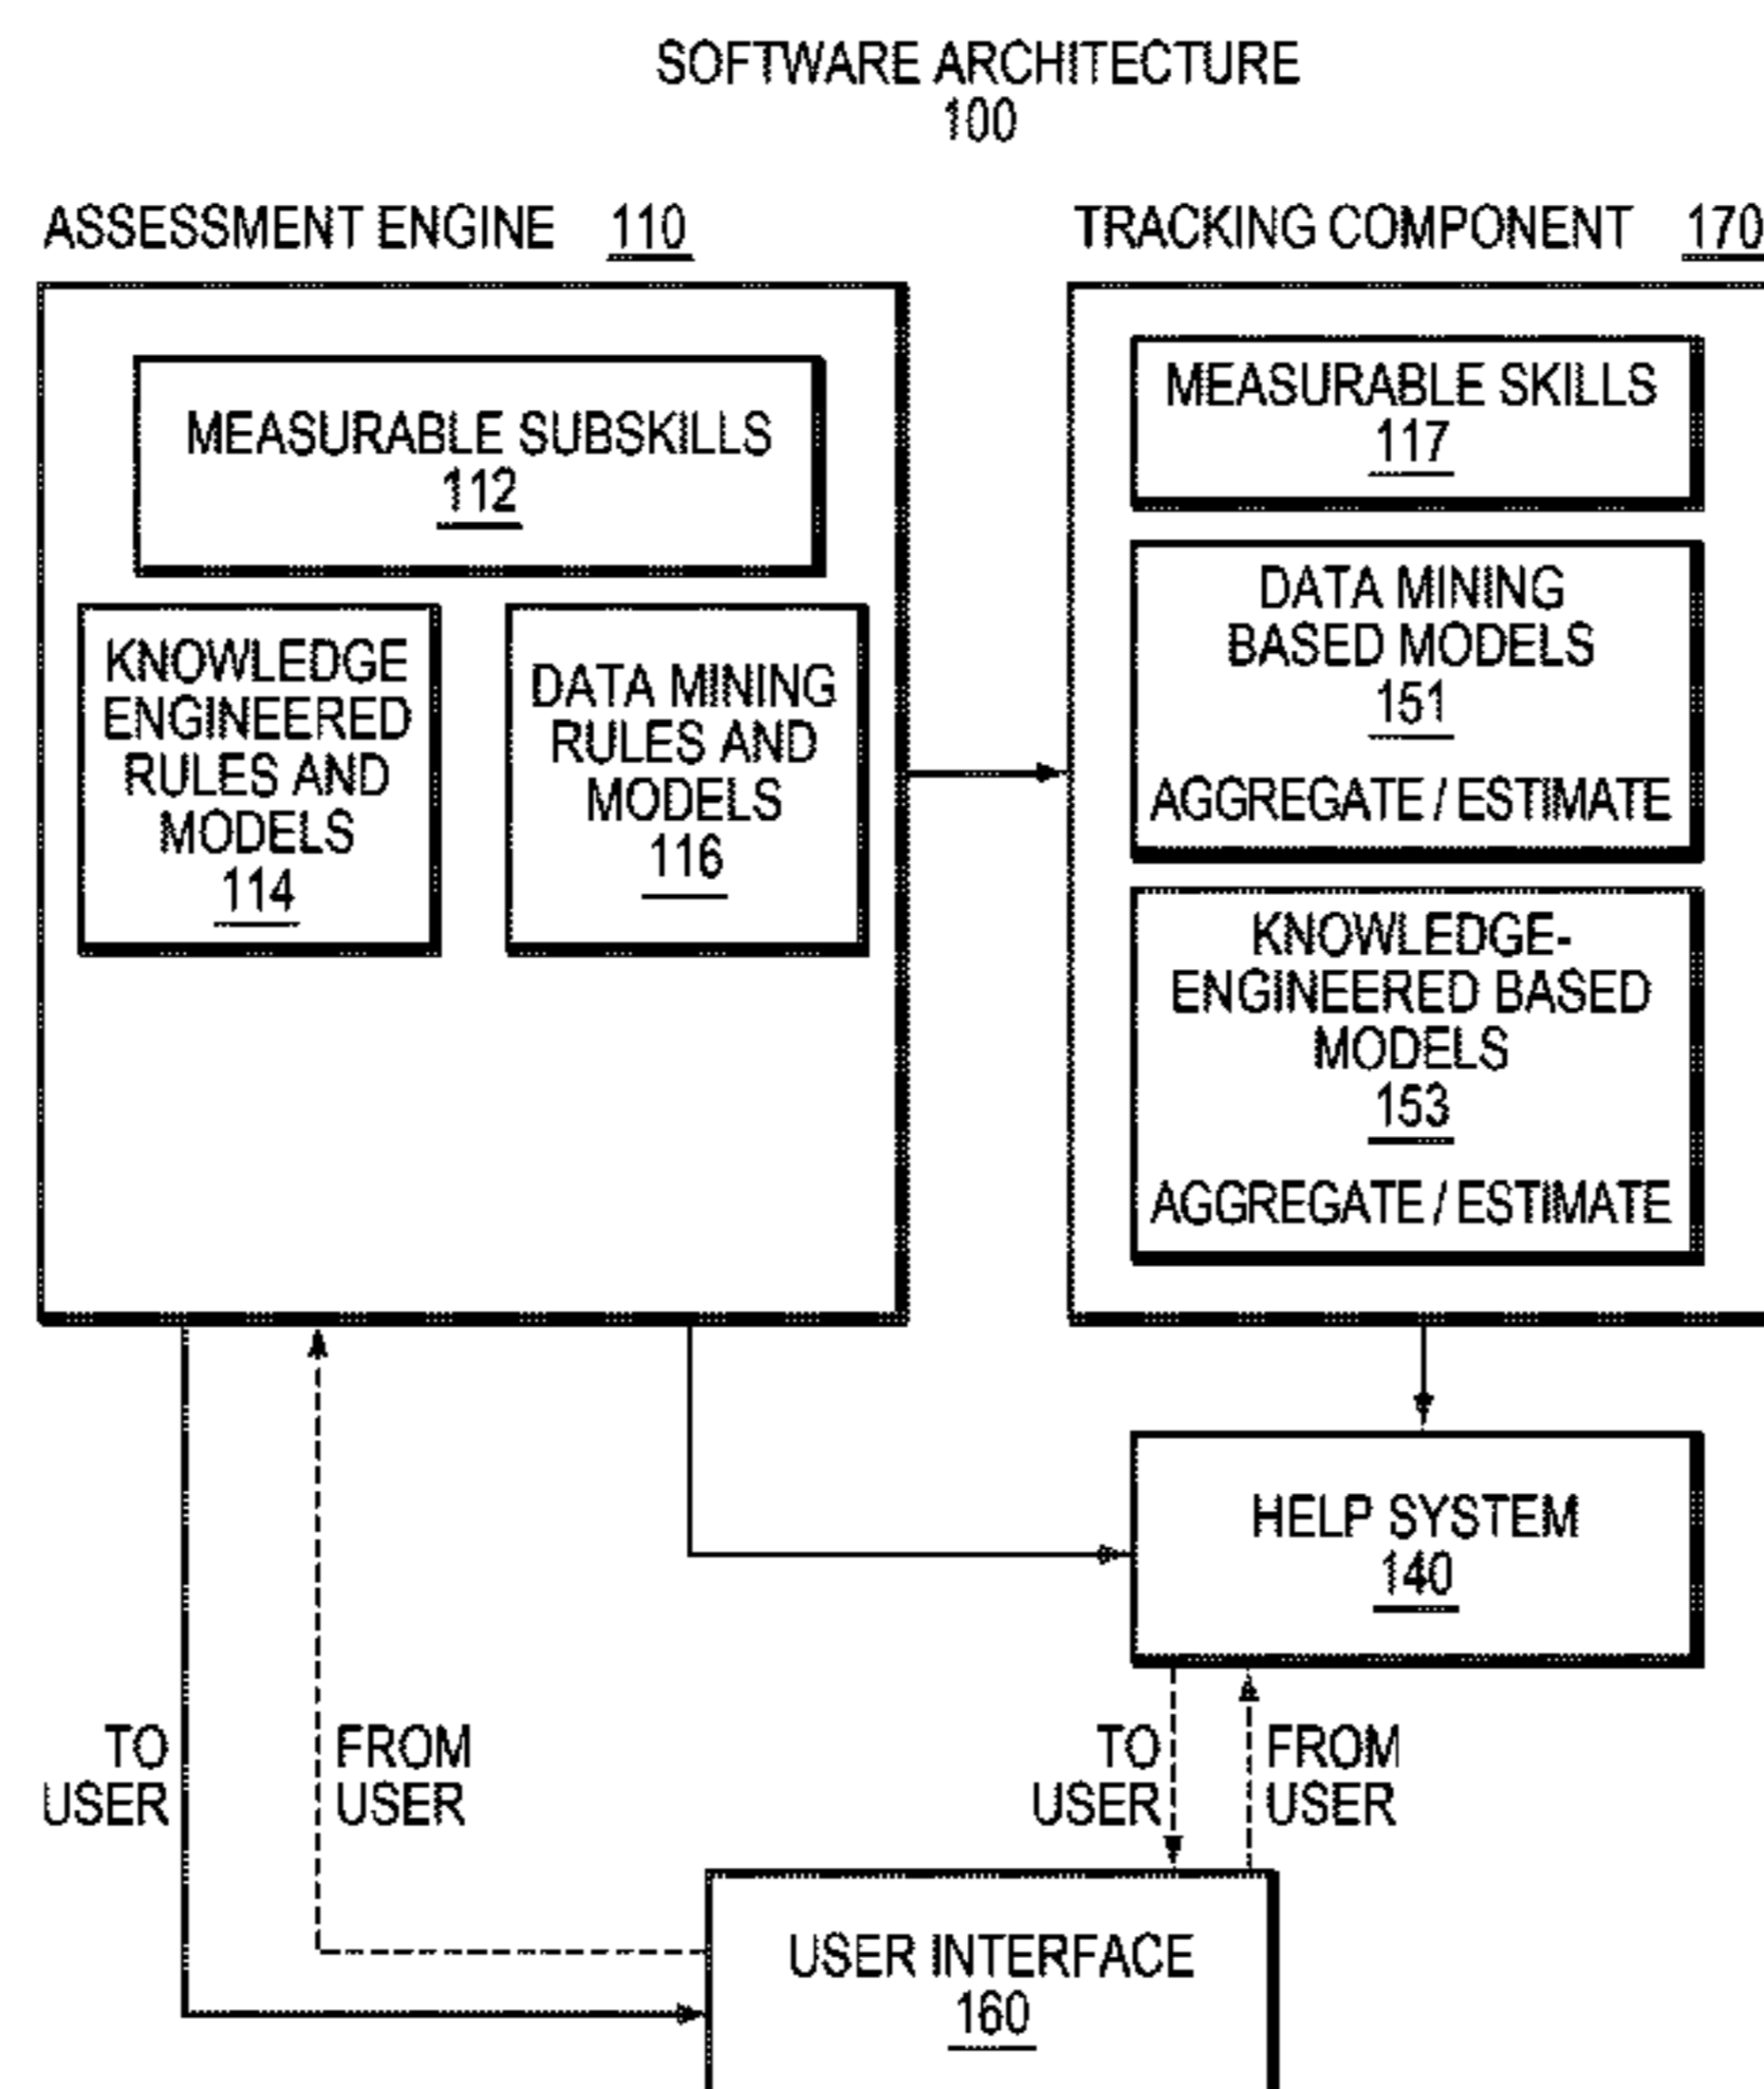 SOFTWARE ARCHITECTURE
100
ASSESSMENT ENGINE 110
MEASURABLE SUBSKILLS
112
KNOWLEDGE
ENGINEERED
RULES AND
MODELS
114
DATA MINING
RULES AND
MODELS
116
TRACKING COMPONENT 170
MEASURABLE SKILLS
117
DATA MINING
BASED MODELS
151
AGGREGATE / ESTIMATE
KNOWLEDGE-
ENGINEERED BASED
MODELS
153
AGGREGATE / ESTIMATE
HELP SYSTEM
140
TO
USER
FROM
USER
TO
USER
FROM
USER
USER INTERFACE
160